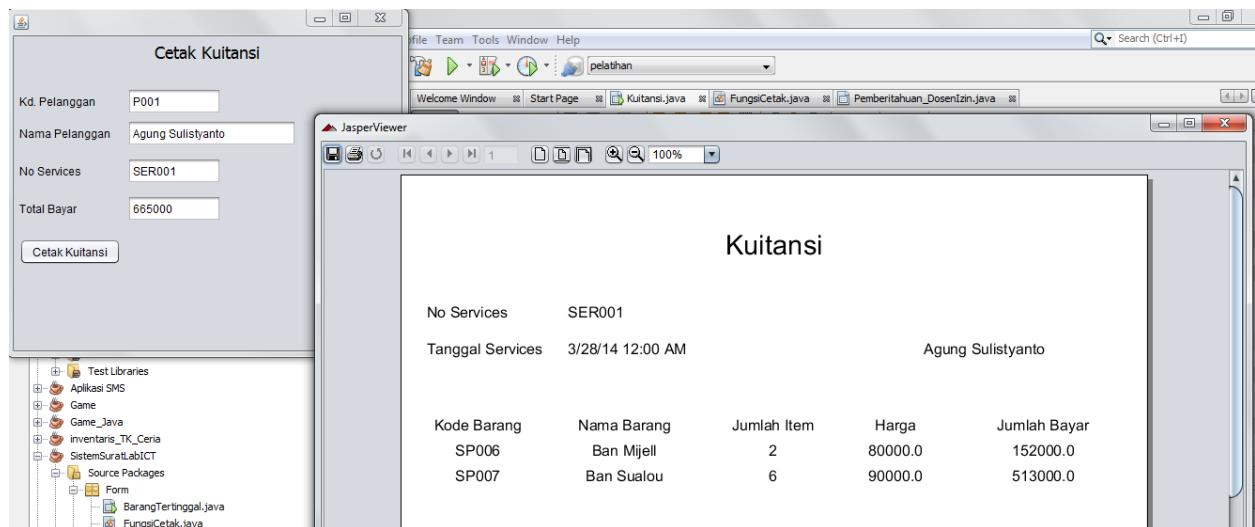 Cetak Kuitansi
Kd. Pelanggan P001
Nama Pelanggan Agung Sulistyanto
No Services SER001
Total Bayar 665000
Cetak Kuitansi
ofile Team Tools Window Help
Search (Ctrl+I)
pelatihan
Welcome Window Start Page Kuitansi.java FungsiCetak.java Pemberitahuan_DosenIzin.java
JasperViewer
1 100%
Kuitansi
No Services SER001
Tanggal Services 3/28/14 12:00 AM Agung Sulistyanto
Kode Barang Nama Barang Jumlah Item Harga Jumlah Bayar
SP006 Ban Mijell 2 80000.0 152000.0
SP007 Ban Sualou 6 90000.0 513000.0
Test Libraries
Aplikasi SMS
Game
Game_Java
inventaris_TK_Ceria
SistemSuratLabICT
Source Packages
Form
BarangTertinggal.java
FungsiCetak.java